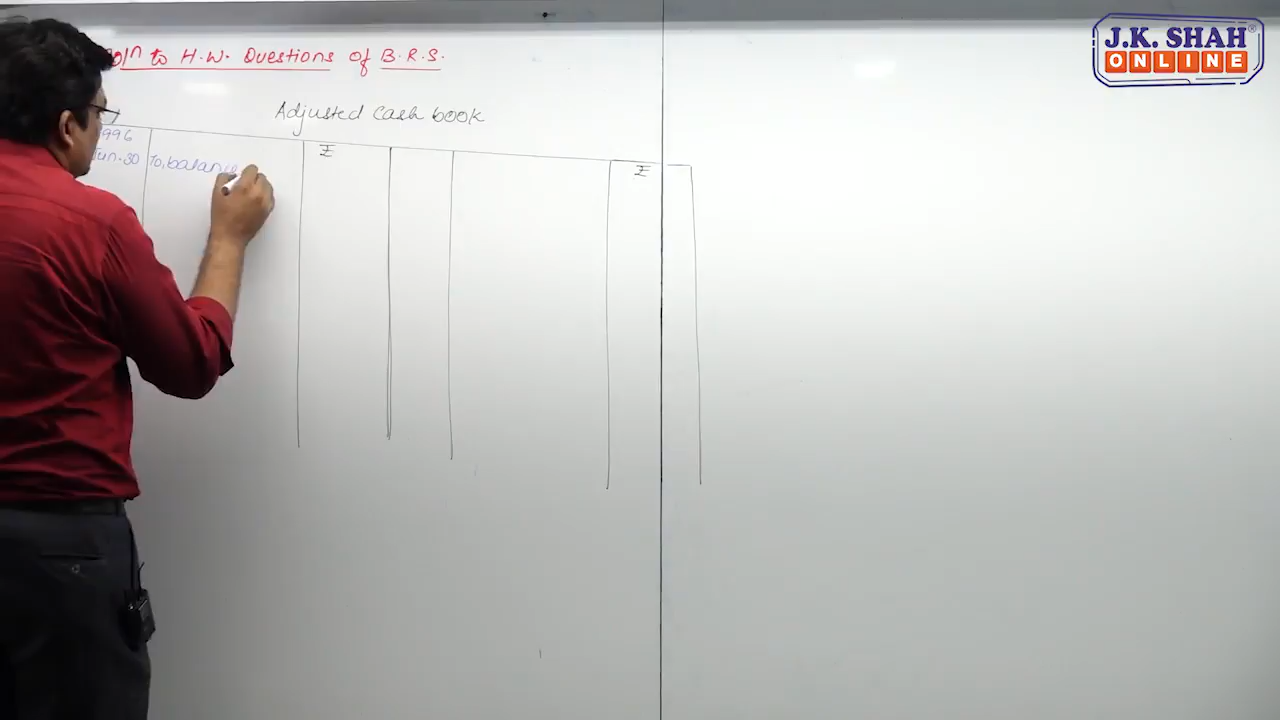 J.K. SHAH®
ONLINE
to H.W. Questions of B.R.S.
Adjusted Cash book
1996
₹
Jun-30 To, balance
₹